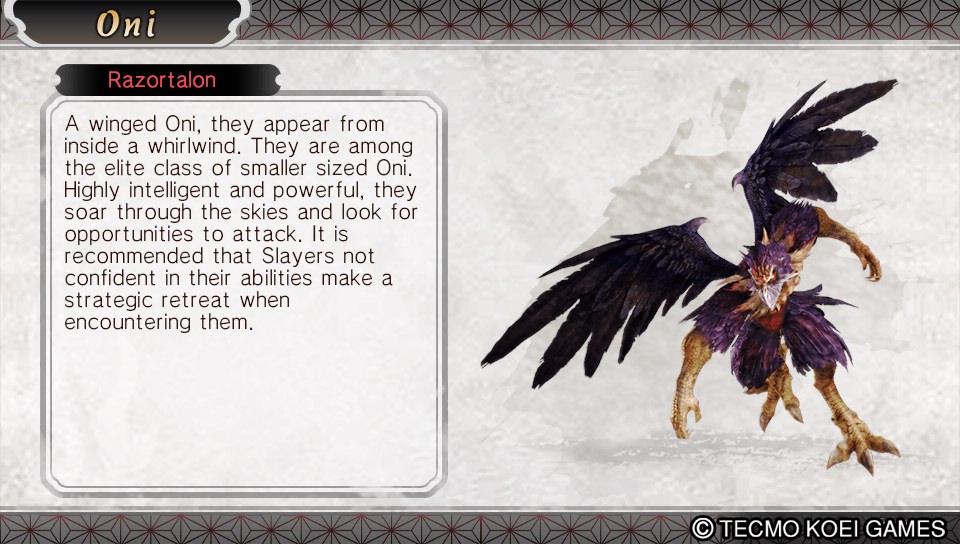 Oni
Razortalon
A winged Oni, they appear from
inside a whirlwind. They are among
the elite class of smaller sized Oni.
Highly intelligent and powerful, they
soar through the skies and look for
opportunities to attack. It is
recommended that Slayers not
confident in their abilities make a
strategic retreat when
encountering them.
© TECMO KOEI GAMES